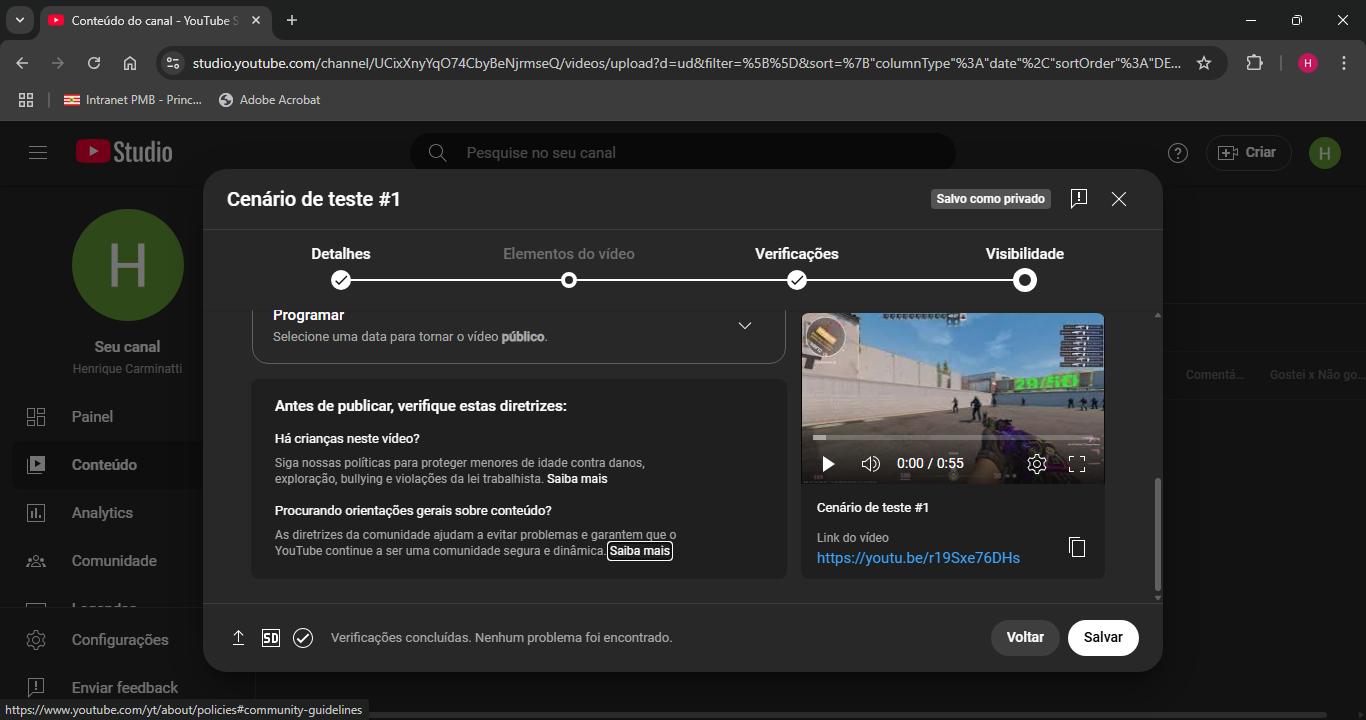 Conteúdo do canal - YouTube S
studio.youtube.com/channel/UCixXnyYqO74CbyBeNjrmseQ/videos/upload?d=ud&filter=%5B%5D&sort=%7B"columnType"%3A"date"%2C"sortOrder"%3A"DE...
H
Intranet PMB - Princ...
Adobe Acrobat
Studio
Pesquise no seu canal
Criar
H
Cenário de teste #1
Salvo como privado
Detalhes
Elementos do vídeo
Verificações
Visibilidade
H
Seu canal
Henrique Carminatti
Painel
Conteúdo
Analytics
Comunidade
Legendas
Configurações
Enviar feedback
Programar
Selecione uma data para tornar o vídeo público.
Antes de publicar, verifique estas diretrizes:
Há crianças neste vídeo?
Siga nossas políticas para proteger menores de idade contra danos,
exploração, bullying e violações da lei trabalhista. Saiba mais
Procurando orientações gerais sobre conteúdo?
As diretrizes da comunidade ajudam a evitar problemas e garantem que o
YouTube continue a ser uma comunidade segura e dinâmica. Saiba mais
0:00 / 0:55
Cenário de teste #1
Link do vídeo
https://youtu.be/r19Sxe76DHs
Comentá...
Gostei x Não go...
SD
Verificações concluídas. Nenhum problema foi encontrado.
Voltar
Salvar
https://www.youtube.com/yt/about/policies#community-guidelines